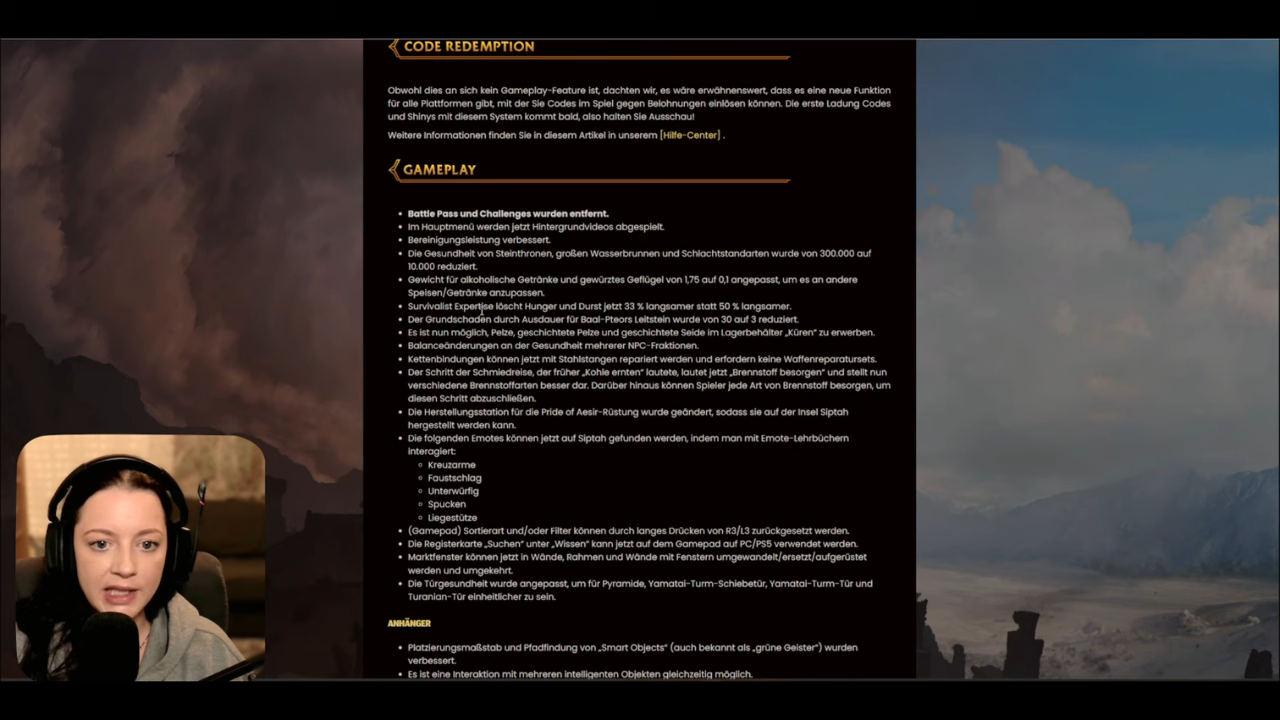 CODE REDEMPTION
Obwohl dies an sich kein Gameplay-Feature ist, dachten wir, es wäre erwähnenswert, dass es eine neue Funktion
für alle Plattformen gibt, mit der Sie Codes im Spiel gegen Belohnungen einlösen können. Die erste Ladung Codes
und Shinys mit diesem System kommt bald, also halten Sie Ausschau!
Weitere Informationen finden Sie in diesem Artikel in unserem [Hilfe-Center] .
GAMEPLAY
• Battle Pass und Challenges wurden entfernt.
• Im Hauptmenü werden jetzt Hintergrundvideos abgespielt.
• Bereinigungsleistung verbessert.
• Die Gesundheit von Steinthronen, großen Wasserbrunnen und Schlachtstandarten wurde von 300.000 auf
10.000 reduziert.
• Gewicht für alkoholische Getränke und gewürztes Geflügel von 1,75 auf 0,1 angepasst, um es an andere
Speisen/Getränke anzupassen.
• Survivalist Expertise löscht Hunger und Durst jetzt 33 % langsamer statt 50 % langsamer.
• Der Grundschaden durch Ausdauer für Baal-Pteors Leitstein wurde von 30 auf 3 reduziert.
• Es ist nun möglich, Pelze, geschichtete Pelze und geschichtete Seide im Lagerbehälter „Küren“ zu erwerben.
• Balanceänderungen an der Gesundheit mehrerer NPC-Fraktionen.
• Kettenbindungen können jetzt mit Stahlstangen repariert werden und erfordern keine Waffenreparatursets.
• Der Schritt der Schmiedreise, der früher „Kohle ernten“ lautete, lautet jetzt „Brennstoff besorgen“ und stellt nun
verschiedene Brennstoffarten besser dar. Darüber hinaus können Spieler jede Art von Brennstoff besorgen, um
diesen Schritt abzuschließen.
• Die Herstellungsstation für die Pride of Aesir-Rüstung wurde geändert, sodass sie auf der Insel Siptah
hergestellt werden kann.
• Die folgenden Emotes können jetzt auf Siptah gefunden werden, indem man mit Emote-Lehrbüchern
interagiert:
◦ Kreuzarme
◦ Faustschlag
◦ Unterwürfig
◦ Spucken
◦ Liegestütze
• (Gamepad) Sortierart und/oder Filter können durch langes Drücken von R3/L3 zurückgesetzt werden.
• Die Registerkarte „Suchen“ unter „Wissen“ kann jetzt auf dem Gamepad auf PC/PS5 verwendet werden.
• Marktfenster können jetzt in Wände, Rahmen und Wände mit Fenstern umgewandelt/ersetzt/aufgerüstet
werden und umgekehrt.
• Die Türgesundheit wurde angepasst, um für Pyramide, Yamatai-Turm-Schiebetür, Yamatai-Turm-Tür und
Turanian-Tür einheitlicher zu sein.
ANHÄNGER
• Platzierungsmaßstab und Pfadfindung von „Smart Objects“ (auch bekannt als „grüne Geister“) wurden
verbessert.
• Es ist eine Interaktion mit mehreren intelligenten Objekten gleichzeitig möglich.